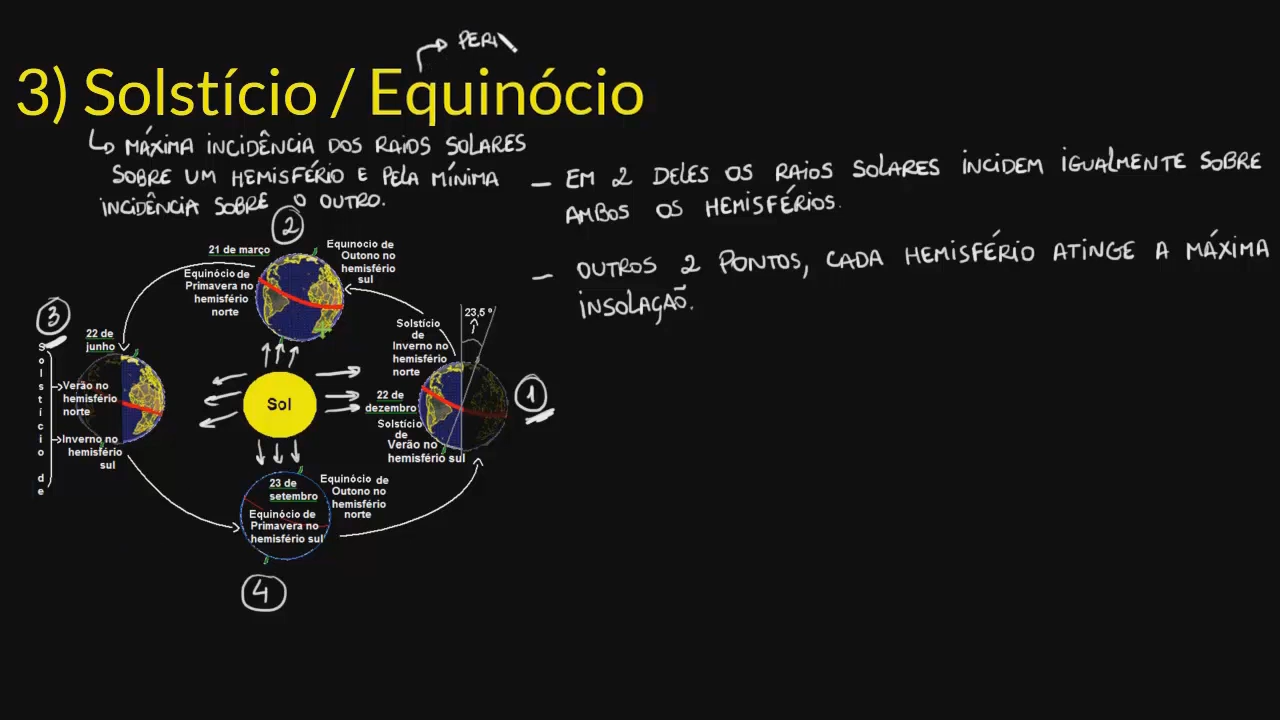 PERI
3) Solstício / Equinócio
MÁXIMA INCIDÊNCIA DOS RAIOS SOLARES
SOBRE UM HEMISFÉRIO E PELA MÍNIMA
INCIDÊNCIA SOBRE O OUTRO.
- EM 2 DELES OS RAIOS SOLARES INCIDEM IGUALMENTE SOBRE
AMBOS OS HEMISFÉRIOS.
- OUTROS 2 PONTOS, CADA HEMISFÉRIO ATINGE A MÁXIMA
INSOLAÇÃO.
2
21 de março
Equinocio de
Outono no
hemisfério
sul
Equinócio de
Primavera no
hemisfério
norte
3
22 de
junho
Solstício de
Verão no
hemisfério
norte
Inverno no
hemisfério
sul
Sol
23,5 º
Solstício
de
Inverno no
hemisfério
norte
22 de
dezembro
Solstício
de
Verão no
hemisfério sul
1
23 de
setembro
Equinócio de
Primavera no
hemisfério sul
Equinócio de
Outono no
hemisfério
norte
4